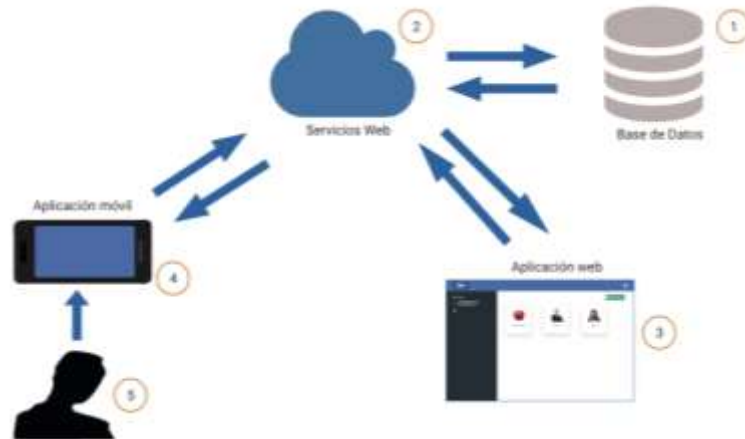 2
1
Servicios Web
Base de Datos
Aplicación móvil
4
Aplicación web
3
5